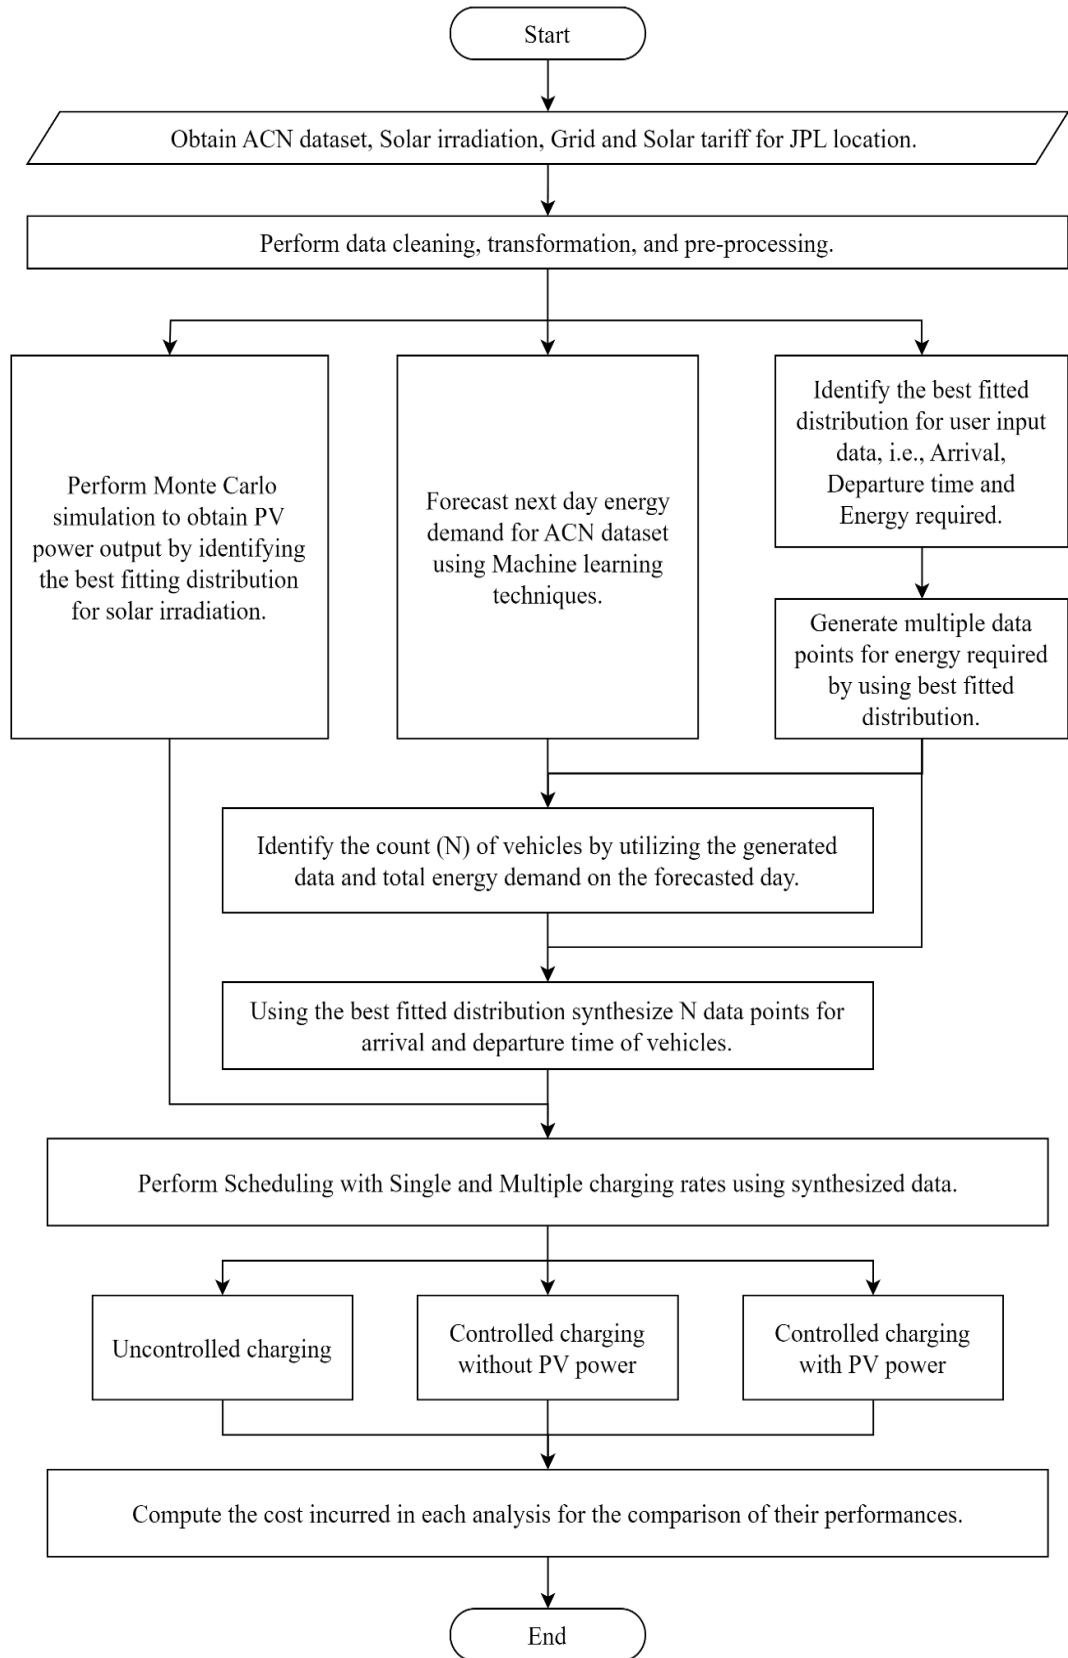 Start
Obtain ACN dataset, Solar irradiation, Grid and Solar tariff for JPL location.
Perform data cleaning, transformation, and pre-processing.
Perform Monte Carlo
simulation to obtain PV
power output by identifying
the best fitting distribution
for solar irradiation.
Forecast next day energy
demand for ACN dataset
using Machine learning
techniques.
Identify the best fitted
distribution for user input
data, i.e., Arrival,
Departure time and
Energy required.
Generate multiple data
points for energy required
by using best fitted
distribution.
Identify the count (N) of vehicles by utilizing the generated
data and total energy demand on the forecasted day.
Using the best fitted distribution synthesize N data points for
arrival and departure time of vehicles.
Perform Scheduling with Single and Multiple charging rates using synthesized data.
Uncontrolled charging
Controlled charging
without PV power
Controlled charging
with PV power
Compute the cost incurred in each analysis for the comparison of their performances.
End